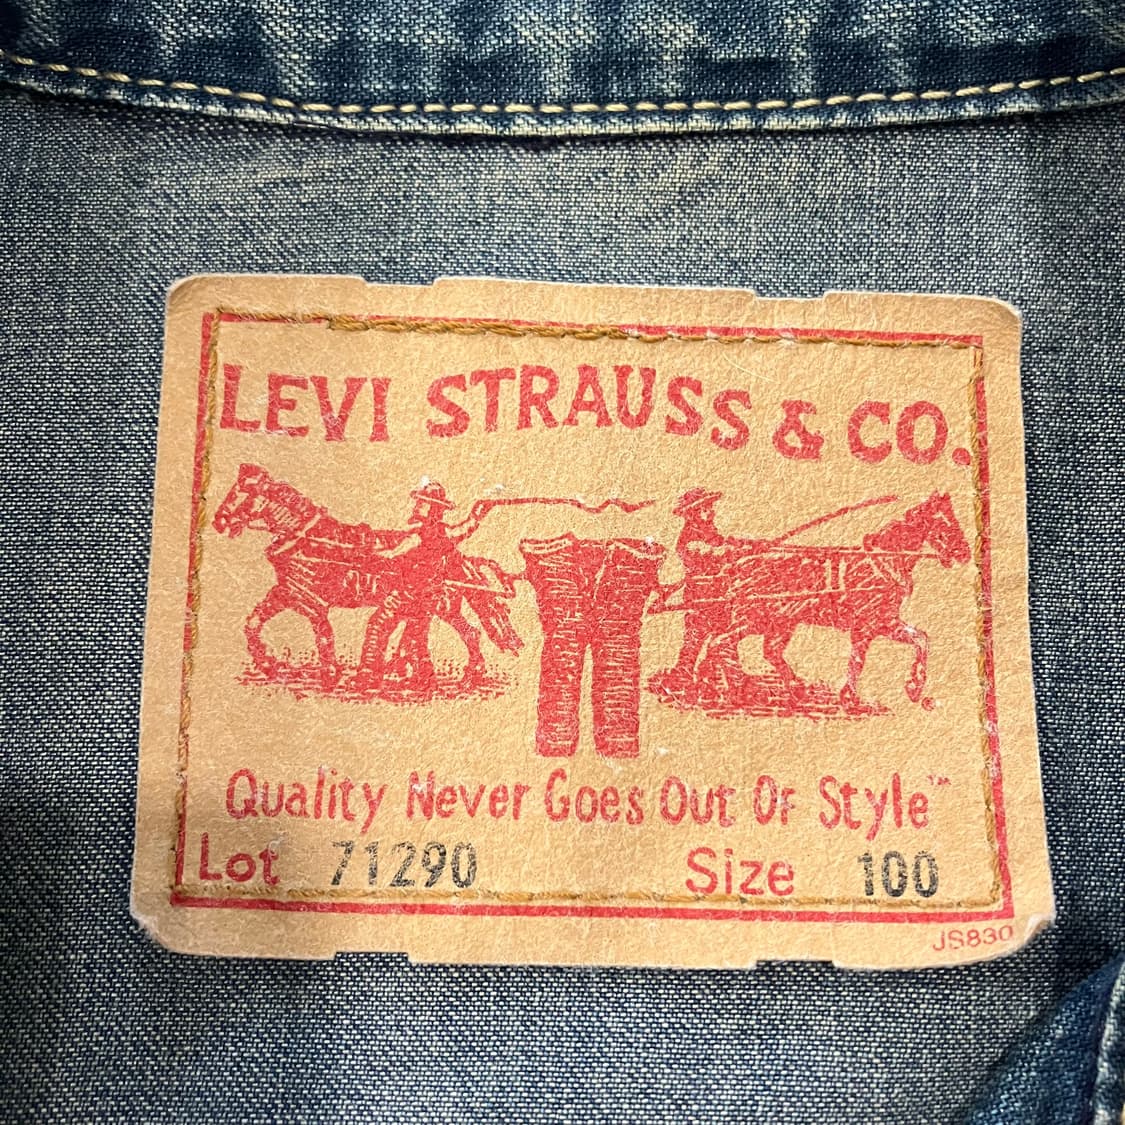 LEVI STRAUSS & CO.
Quality Never Goes Out Of Style™
Lot 71290 Size 100
JS830